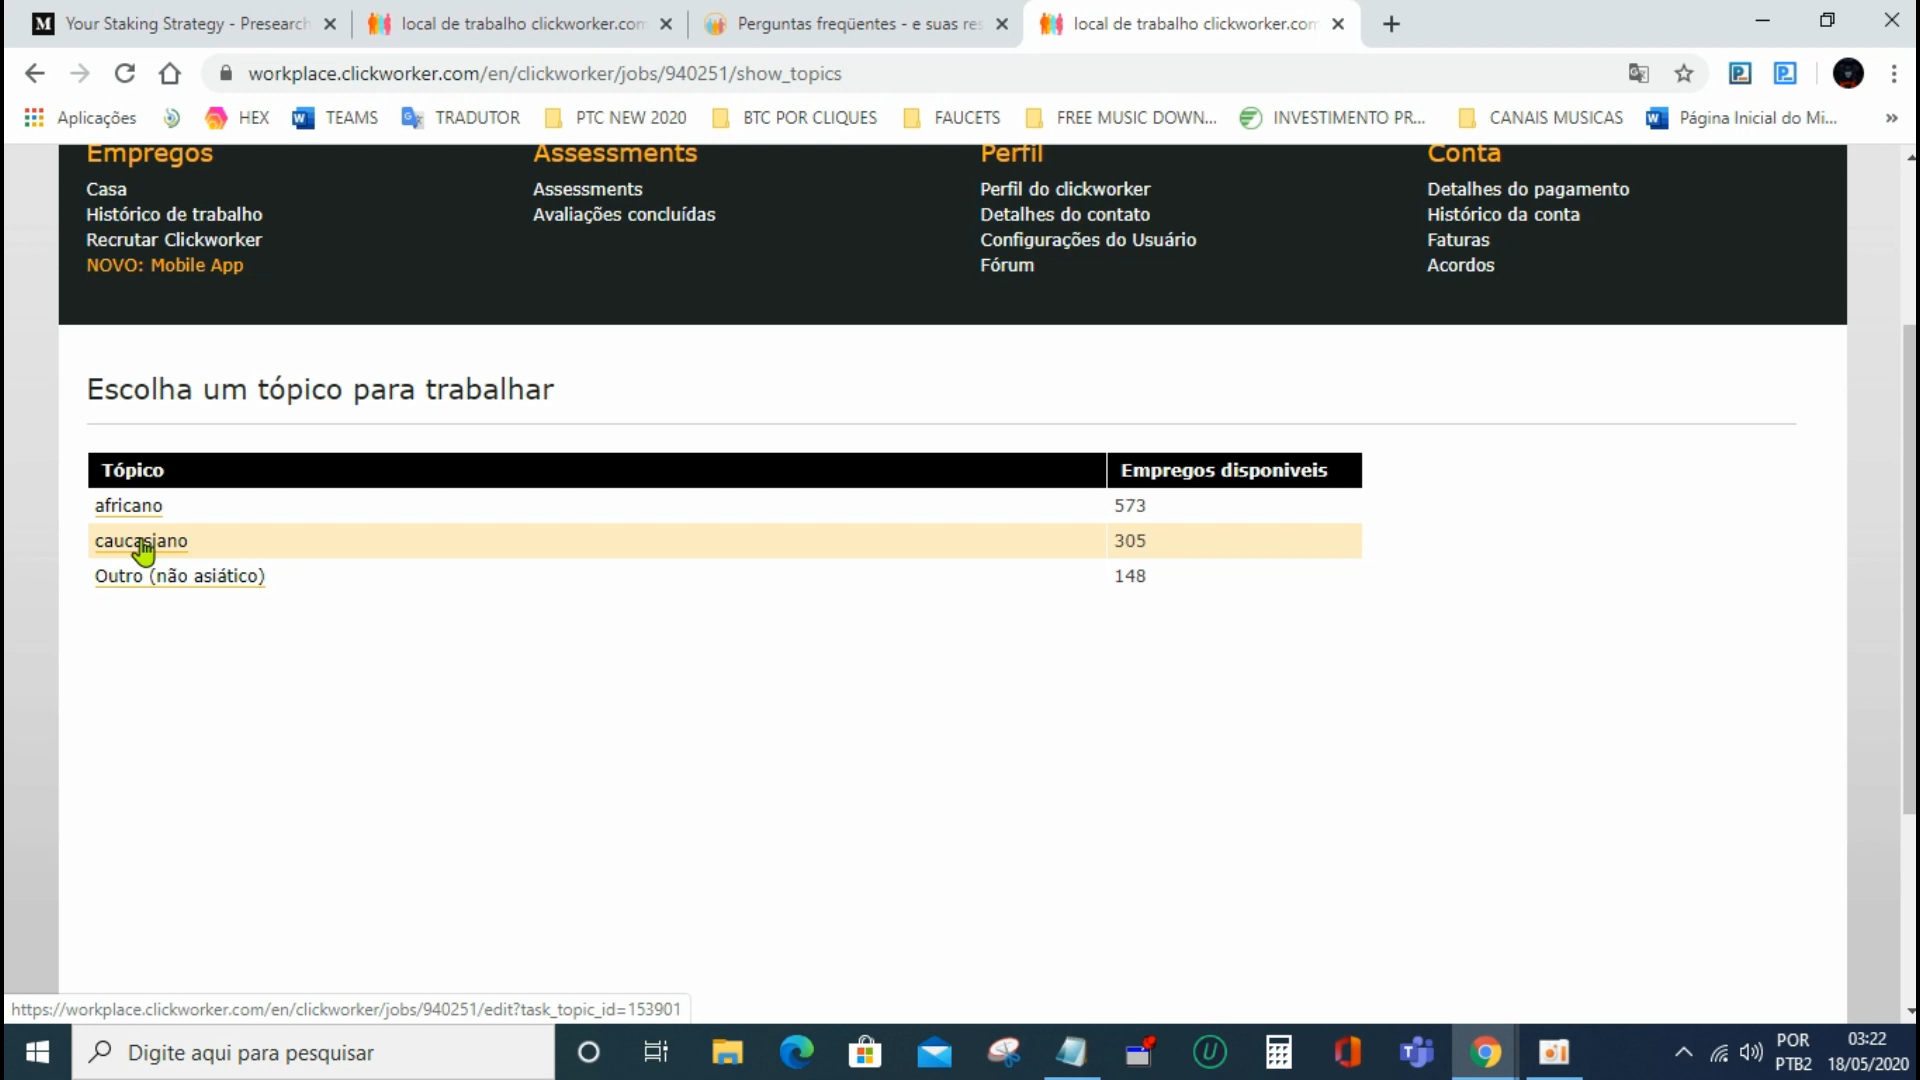 Your Staking Strategy - Presearch
local de trabalho clickworker.com
Perguntas freqüentes - e suas res
local de trabalho clickworker.com
workplace.clickworker.com/en/clickworker/jobs/940251/show_topics
Aplicações HEX TEAMS TRADUTOR PTC NEW 2020 BTC POR CLIQUES FAUCETS FREE MUSIC DOWN... INVESTIMENTO PR... CANAIS MUSICAS Página Inicial do Mi... »
Empregos Assessments Perfil Conta
Casa Assessments Perfil do clickworker Detalhes do pagamento
Histórico de trabalho Avaliações concluídas Detalhes do contato Histórico da conta
Recrutar Clickworker Configurações do Usuário Faturas
NOVO: Mobile App Fórum Acordos
Escolha um tópico para trabalhar
Tópico Empregos disponiveis
africano 573
caucasiano 305
Outro (não asiático) 148
https://workplace.clickworker.com/en/clickworker/jobs/940251/edit?task_topic_id=153901
Digite aqui para pesquisar
POR 03:22
PTB2 18/05/2020